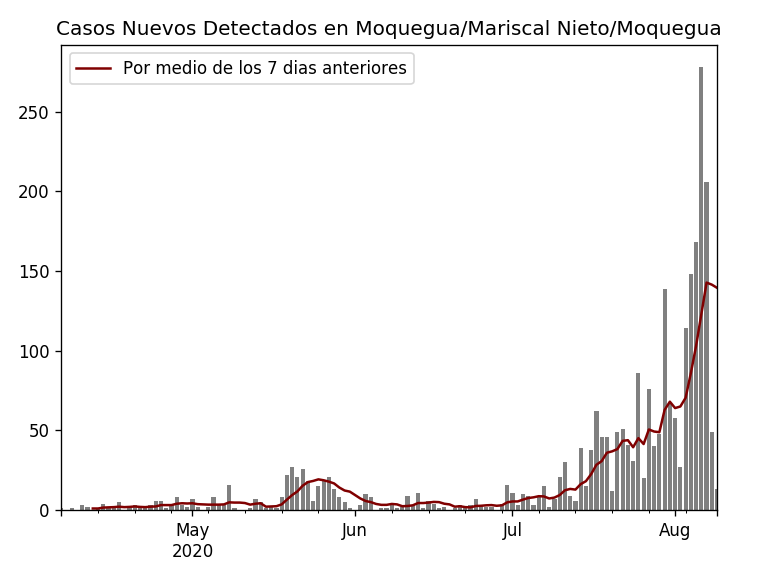 Casos Nuevos Detectados en Moquegua/Mariscal Nieto/Moquegua
Por medio de los 7 dias anteriores
250
200
150
100
50
0
May Jun Jul Aug
2020